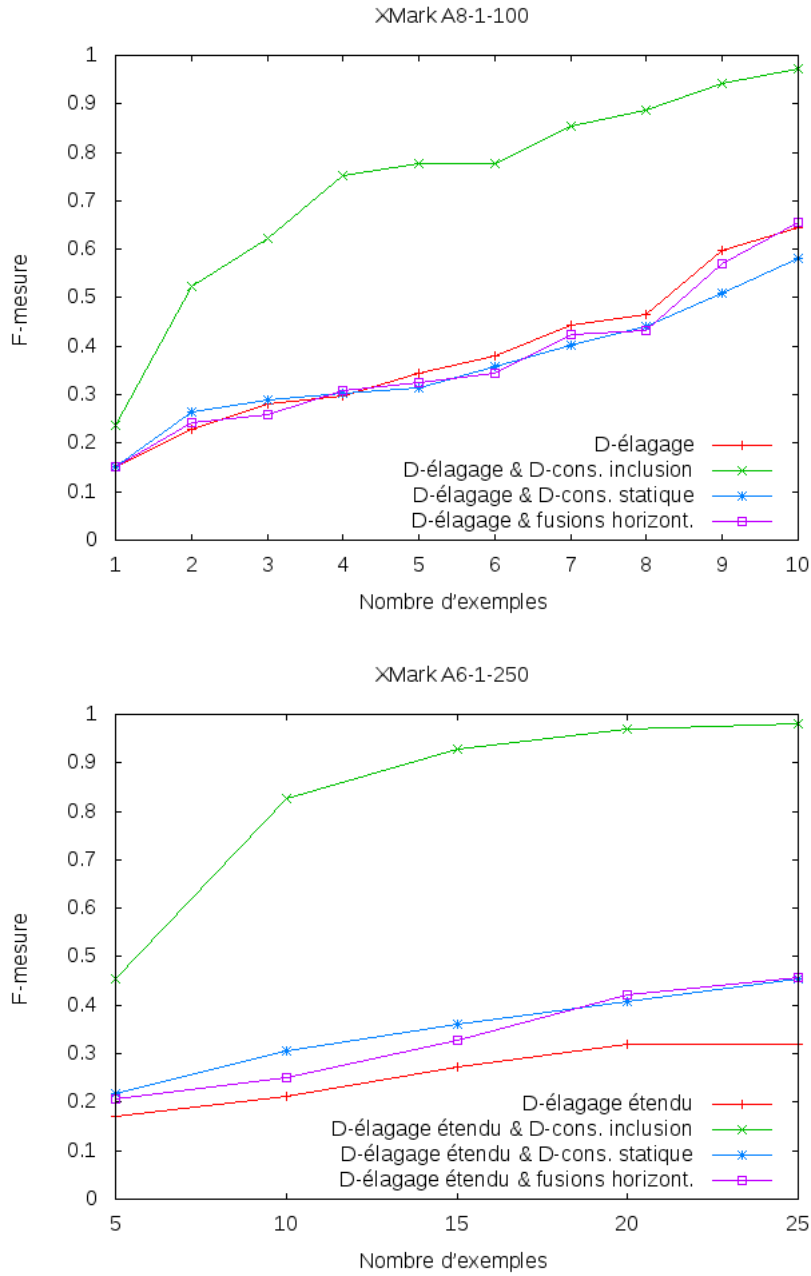 XMark A8-1-100
1
0.9
0.8
0.7
0.6
0.5
0.4
0.3
0.2
0.1
0
F-mesure
D-élagage
D-élagage & D-cons. inclusion
D-élagage & D-cons. statique
D-élagage & fusions horizont.
1 2 3 4 5 6 7 8 9 10
Nombre d'exemples
XMark A6-1-250
1
0.9
0.8
0.7
0.6
0.5
0.4
0.3
0.2
0.1
0
F-mesure
D-élagage étendu
D-élagage étendu & D-cons. inclusion
D-élagage étendu & D-cons. statique
D-élagage étendu & fusions horizont.
5 10 15 20 25
Nombre d'exemples